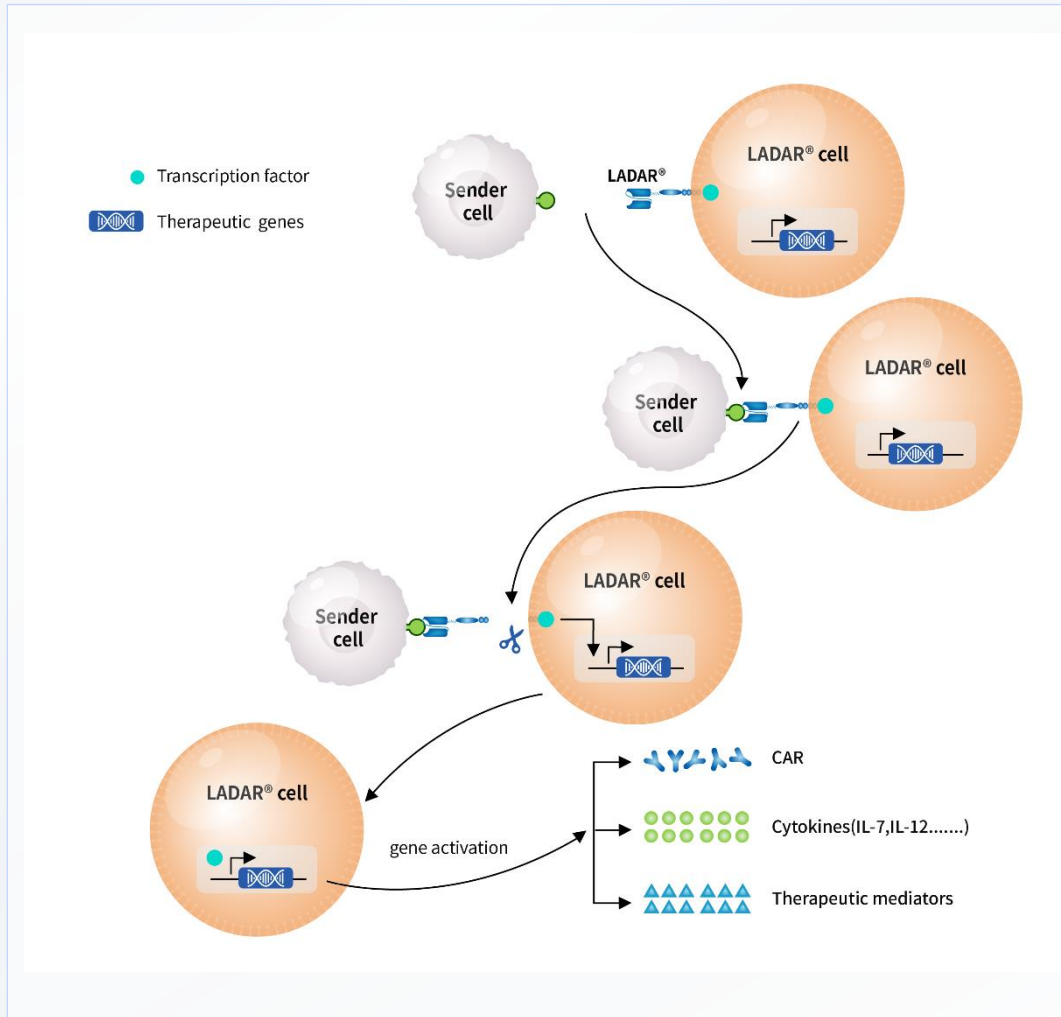 Transcription factor
Therapeutic genes
Sender
cell
LADAR®
LADAR® cell
Sender
cell
LADAR® cell
Sender
cell
LADAR® cell
LADAR® cell
gene activation
CAR
Cytokines(IL-7,IL-12.......)
Therapeutic mediators